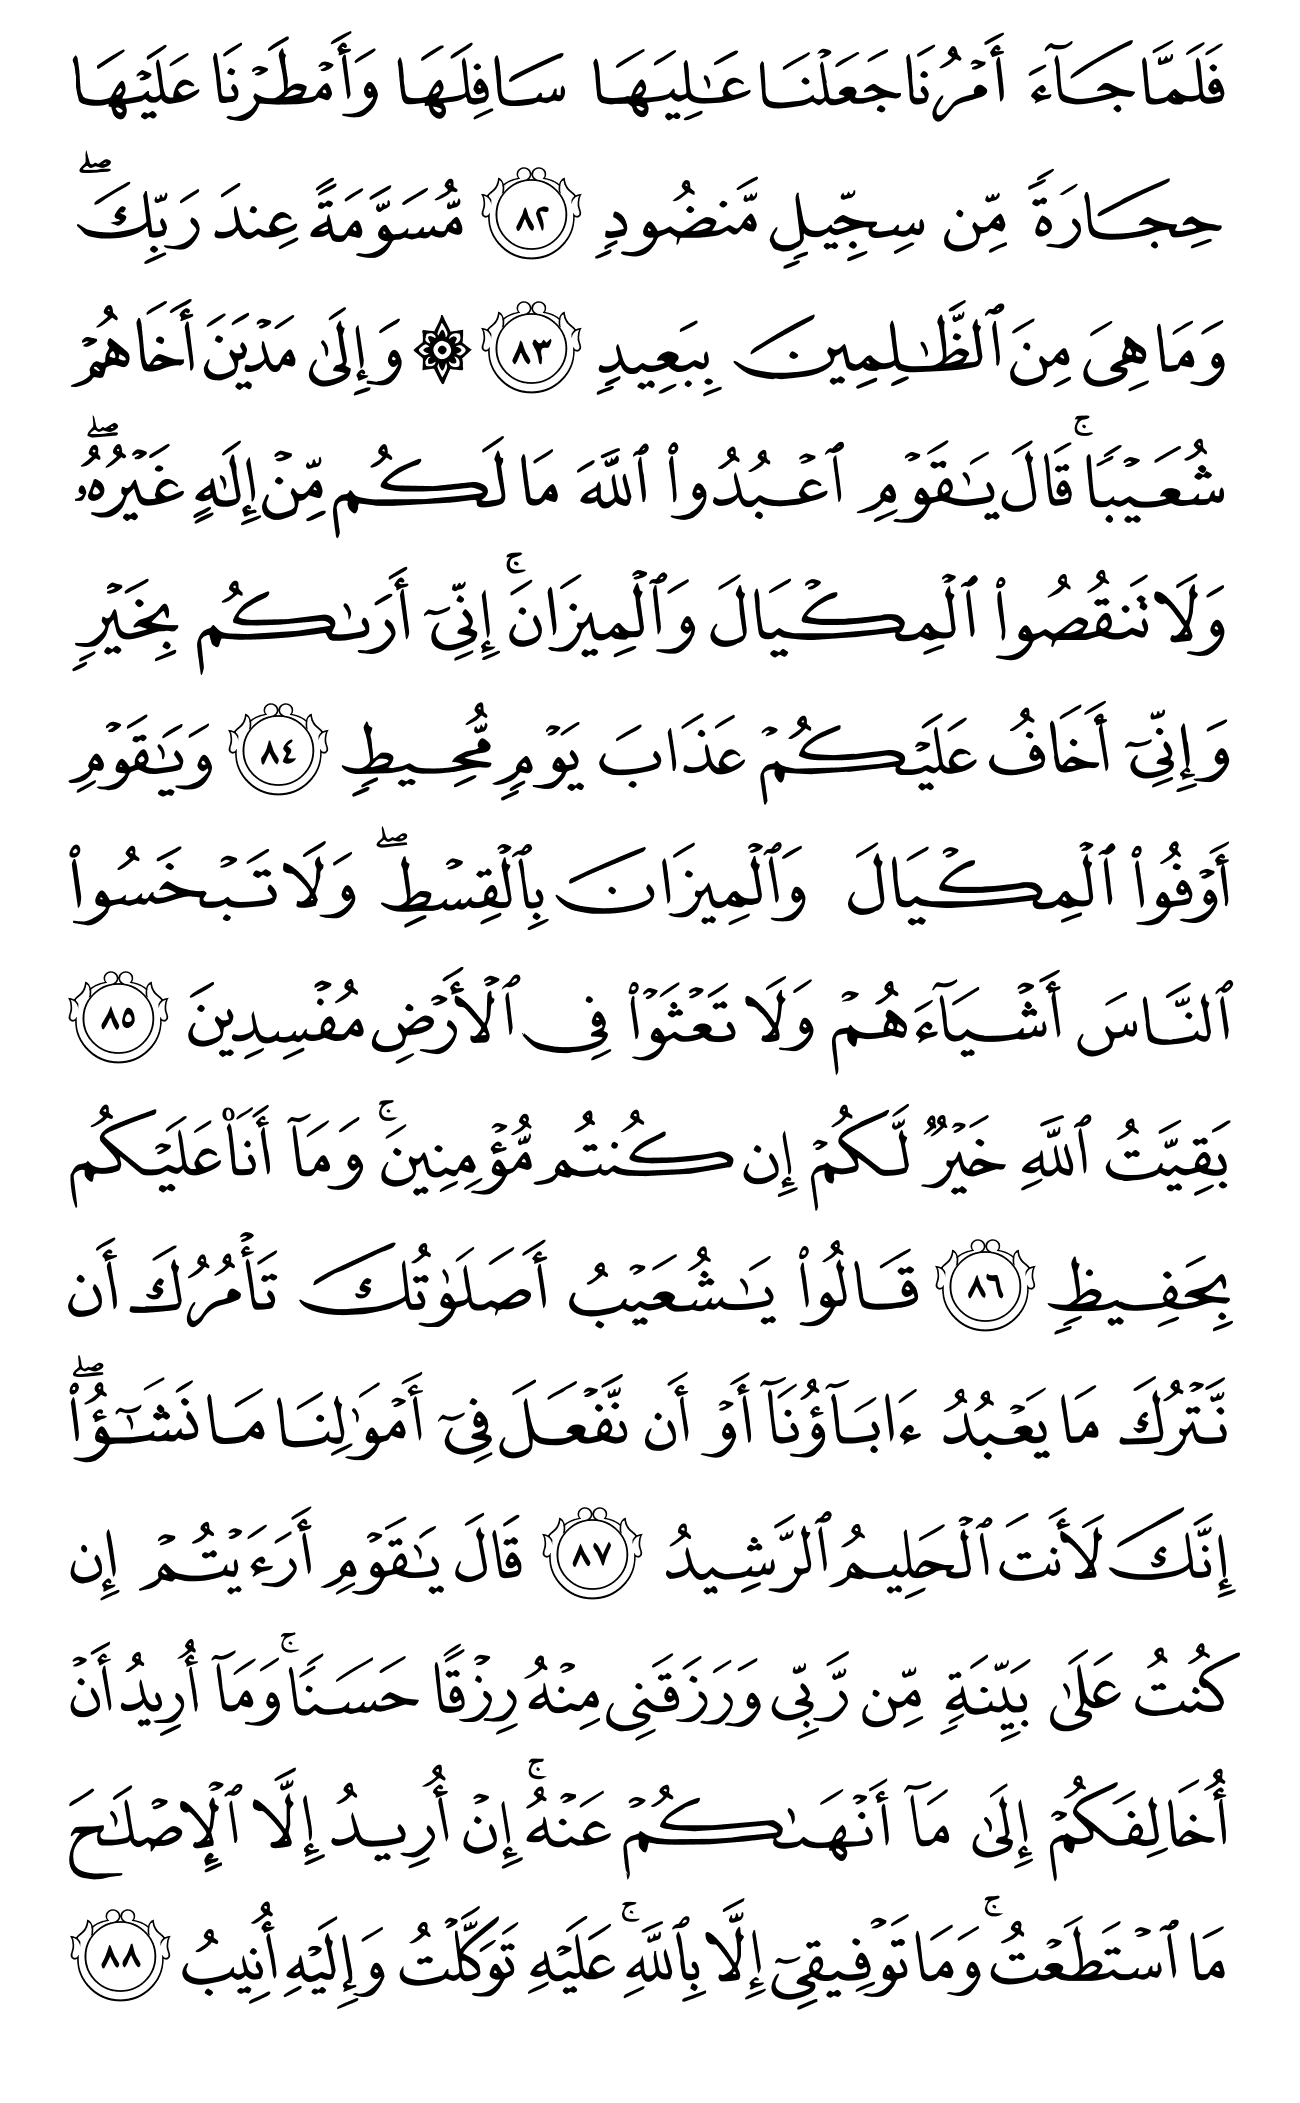 فَلَمَّا جَآءَ أَمۡرُنَا جَعَلۡنَا عَٰلِيَهَا سَافِلَهَا وَأَمۡطَرۡنَا عَلَيۡهَا
حِجَارَةٗ مِّن سِجِّيلٖ مَّنضُودٖ ٨٢ مُّسَوَّمَةً عِندَ رَبِّكَۖ
وَمَا هِيَ مِنَ ٱلظَّٰلِمِينَ بِبَعِيدٖ ٨٣ ۞ وَإِلَىٰ مَدۡيَنَ أَخَاهُمۡ
شُعَيۡبٗاۚ قَالَ يَٰقَوۡمِ ٱعۡبُدُواْ ٱللَّهَ مَا لَكُم مِّنۡ إِلَٰهٍ غَيۡرُهُۥۖ
وَلَا تَنقُصُواْ ٱلۡمِكۡيَالَ وَٱلۡمِيزَانَۚ إِنِّيٓ أَرَىٰكُم بِخَيۡرٖ
وَإِنِّيٓ أَخَافُ عَلَيۡكُمۡ عَذَابَ يَوۡمٖ مُّحِيطٖ ٨٤ وَيَٰقَوۡمِ
أَوۡفُواْ ٱلۡمِكۡيَالَ وَٱلۡمِيزَانَ بِٱلۡقِسۡطِۖ وَلَا تَبۡخَسُواْ
ٱلنَّاسَ أَشۡيَآءَهُمۡ وَلَا تَعۡثَوۡاْ فِي ٱلۡأَرۡضِ مُفۡسِدِينَ ٨٥
بَقِيَّتُ ٱللَّهِ خَيۡرٞ لَّكُمۡ إِن كُنتُم مُّؤۡمِنِينَۚ وَمَآ أَنَا۠ عَلَيۡكُم
بِحَفِيظٖ ٨٦ قَالُواْ يَٰشُعَيۡبُ أَصَلَوٰتُكَ تَأۡمُرُكَ أَن
نَّتۡرُكَ مَا يَعۡبُدُ ءَابَآؤُنَآ أَوۡ أَن نَّفۡعَلَ فِيٓ أَمۡوَٰلِنَا مَا نَشَٰٓؤُاْۖ
إِنَّكَ لَأَنتَ ٱلۡحَلِيمُ ٱلرَّشِيدُ ٨٧ قَالَ يَٰقَوۡمِ أَرَءَيۡتُمۡ إِن
كُنتُ عَلَىٰ بَيِّنَةٖ مِّن رَّبِّي وَرَزَقَنِي مِنۡهُ رِزۡقًا حَسَنٗاۚ وَمَآ أُرِيدُ أَنۡ
أُخَالِفَكُمۡ إِلَىٰ مَآ أَنۡهَىٰكُمۡ عَنۡهُۚ إِنۡ أُرِيدُ إِلَّا ٱلۡإِصۡلَٰحَ
مَا ٱسۡتَطَعۡتُۚ وَمَا تَوۡفِيقِيٓ إِلَّا بِٱللَّهِۚ عَلَيۡهِ تَوَكَّلۡتُ وَإِلَيۡهِ أُنِيبُ ٨٨